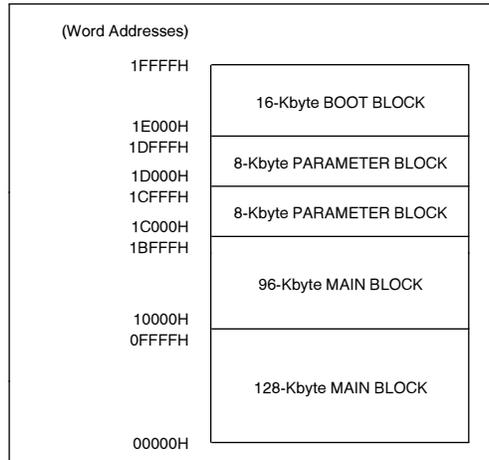 (Word Addresses)
1FFFFH
16-Kbyte BOOT BLOCK
1E000H
1DFFFH
8-Kbyte PARAMETER BLOCK
1D000H
1CFFFH
8-Kbyte PARAMETER BLOCK
1C000H
1BFFFH
96-Kbyte MAIN BLOCK
10000H
0FFFFH
128-Kbyte MAIN BLOCK
00000H